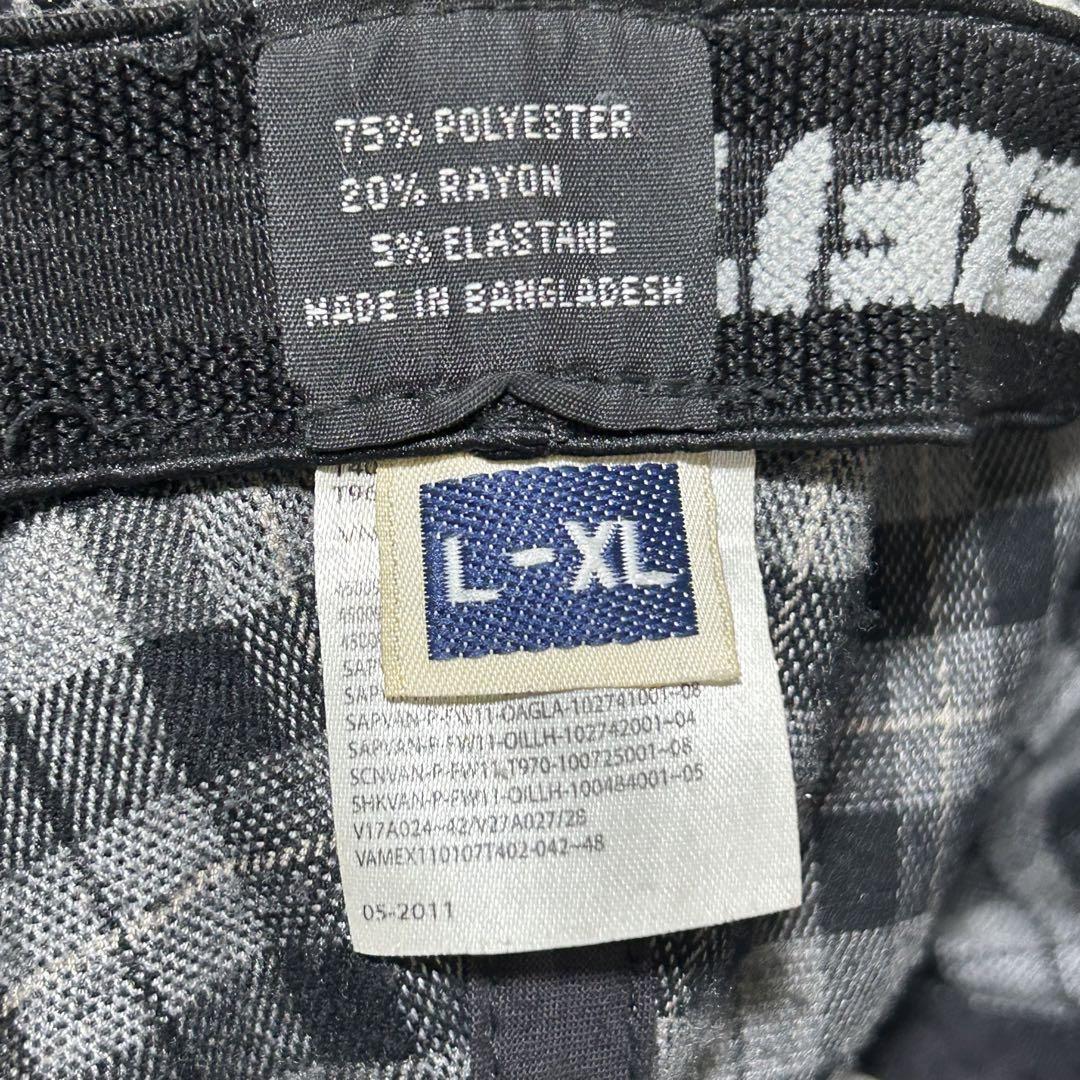 75% POLYESTER
20% RAYON
5% ELASTANE
MADE IN BANGLADESH
L-XL
SAPVAN-P-FW11-OAGLA-102741001~08
SAPVAN-P-FW11-OILLH-102742001~04
SCNVAN-P-FW11-T970-100725001~08
SHKVAN-P-FW11-OILLH-100484001~05
V17A024~42/V27A027/28
VAMEX110107T402-042~48
05-2011